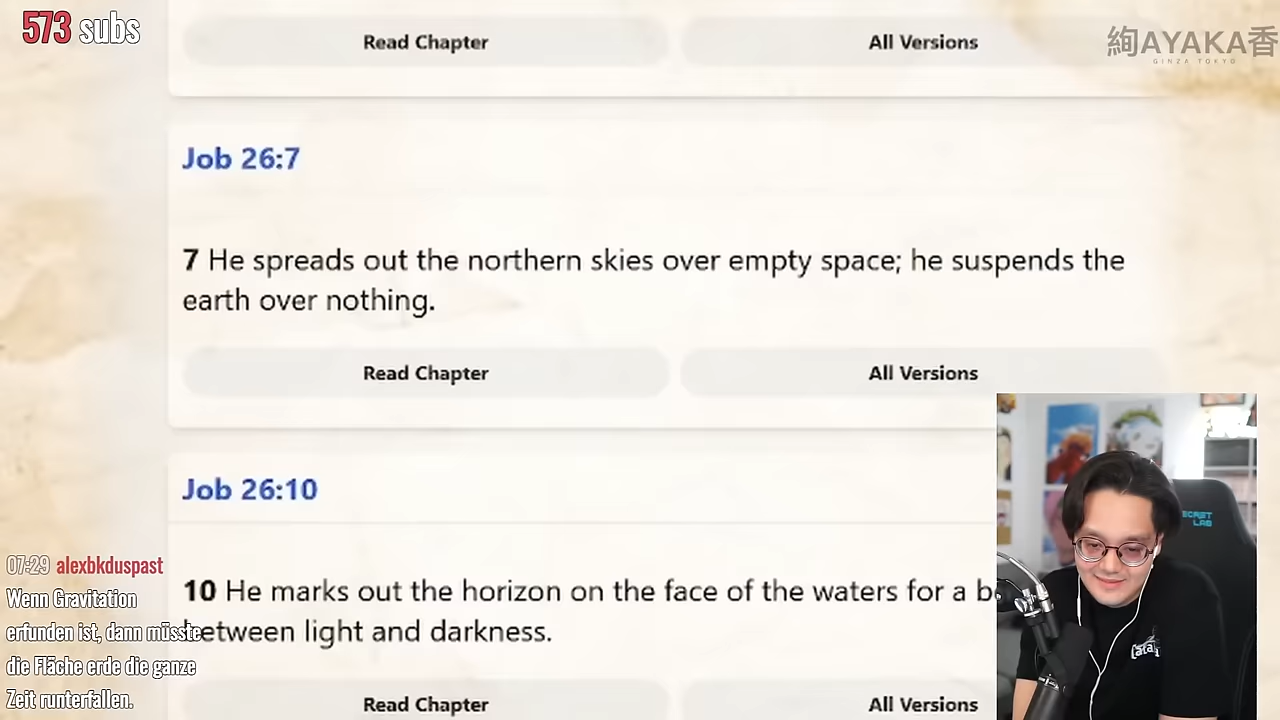 573 subs
絢AYAKA香
GINZA TOKYO
Read Chapter
All Versions
Job 26:7
7 He spreads out the northern skies over empty space; he suspends the
earth over nothing.
Read Chapter
All Versions
Job 26:10
10 He marks out the horizon on the face of the waters for a b
between light and darkness.
Read Chapter
All Versions
07:29 alexbkduspast
Wenn Gravitation
erfunden ist, dann müsste
die Fläche erde die ganze
Zeit runterfallen.
SECRET
LAB